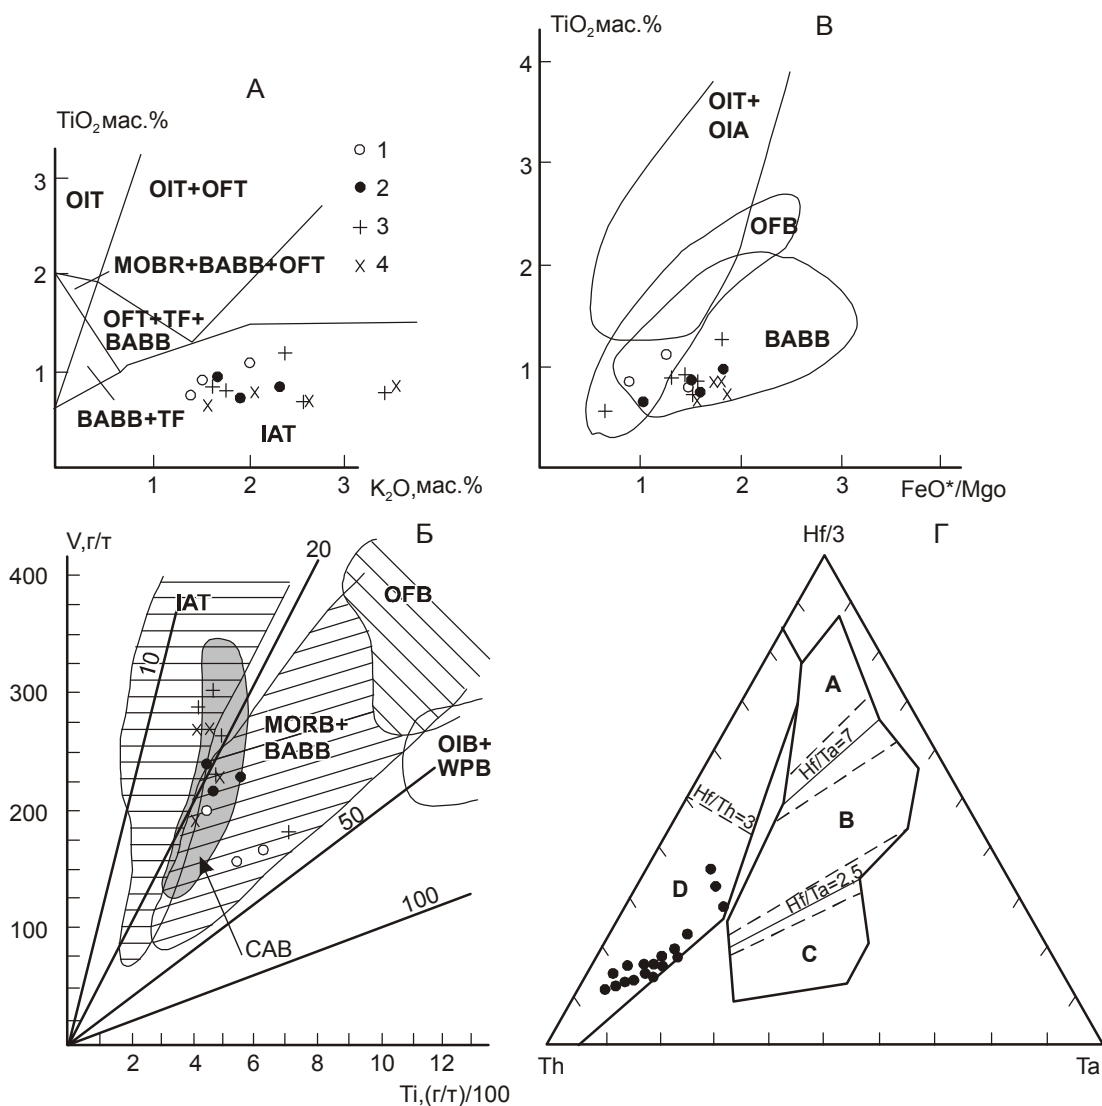 А
TiO2мас.%
3
2
1
OIT
OIT+OFT
MOBR+BABB+OFT
OFT+TF+
BABB
BABB+TF
IAT
1
2
3
4
1
2
3
K2O,мас.%
В
TiO2мас.%
4
3
2
1
OIT+
OIA
OFB
BABB
1
2
3
4
FeO*/Mgo
Б
V,г/т
400
300
200
100
IAT
10
20
OFB
MORB+
BABB
OIB+
WPB
50
100
CAB
2
4
6
8
10
12
Ti,(г/т)/100
Г
Hf/3
A
Hf/Ta=7
Hf/Th=3
B
D
Hf/Ta=2,5
C
Th
Ta